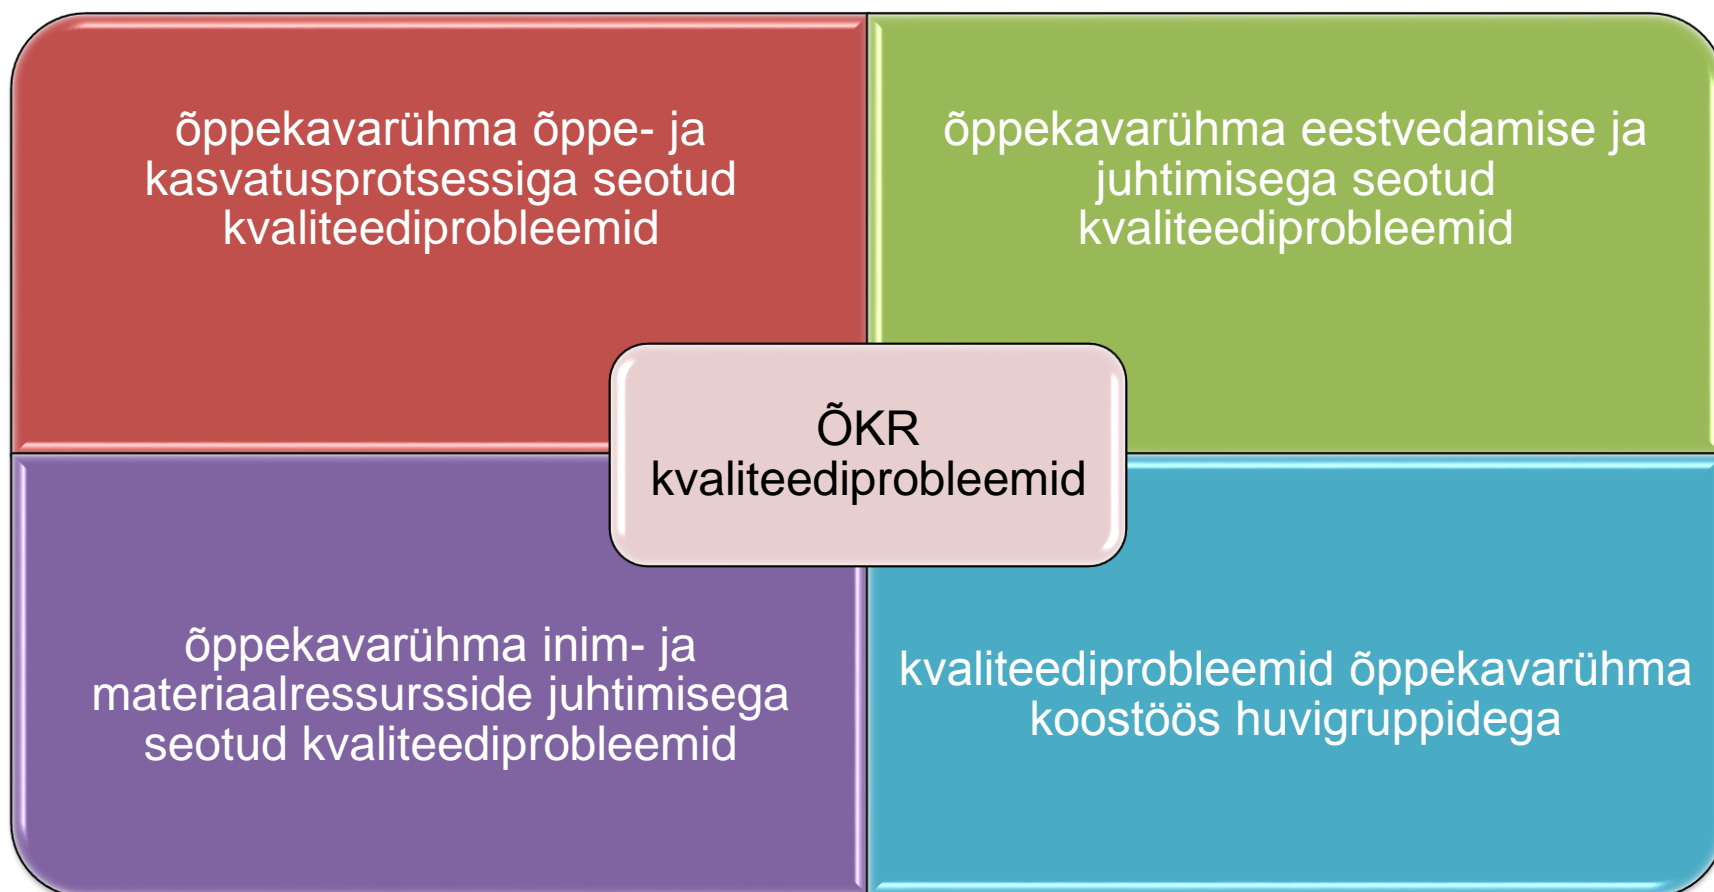 õppekavarühma õppe- ja
kasvatusprotsessiga seotud
kvaliteediprobleemid
õppekavarühma eestvedamise ja
juhtimisega seotud
kvaliteediprobleemid
ÕKR
kvaliteediprobleemid
õppekavarühma inim- ja
materiaalressursside juhtimisega
seotud kvaliteediprobleemid
kvaliteediprobleemid õppekavarühma
koostöös huvigruppidega